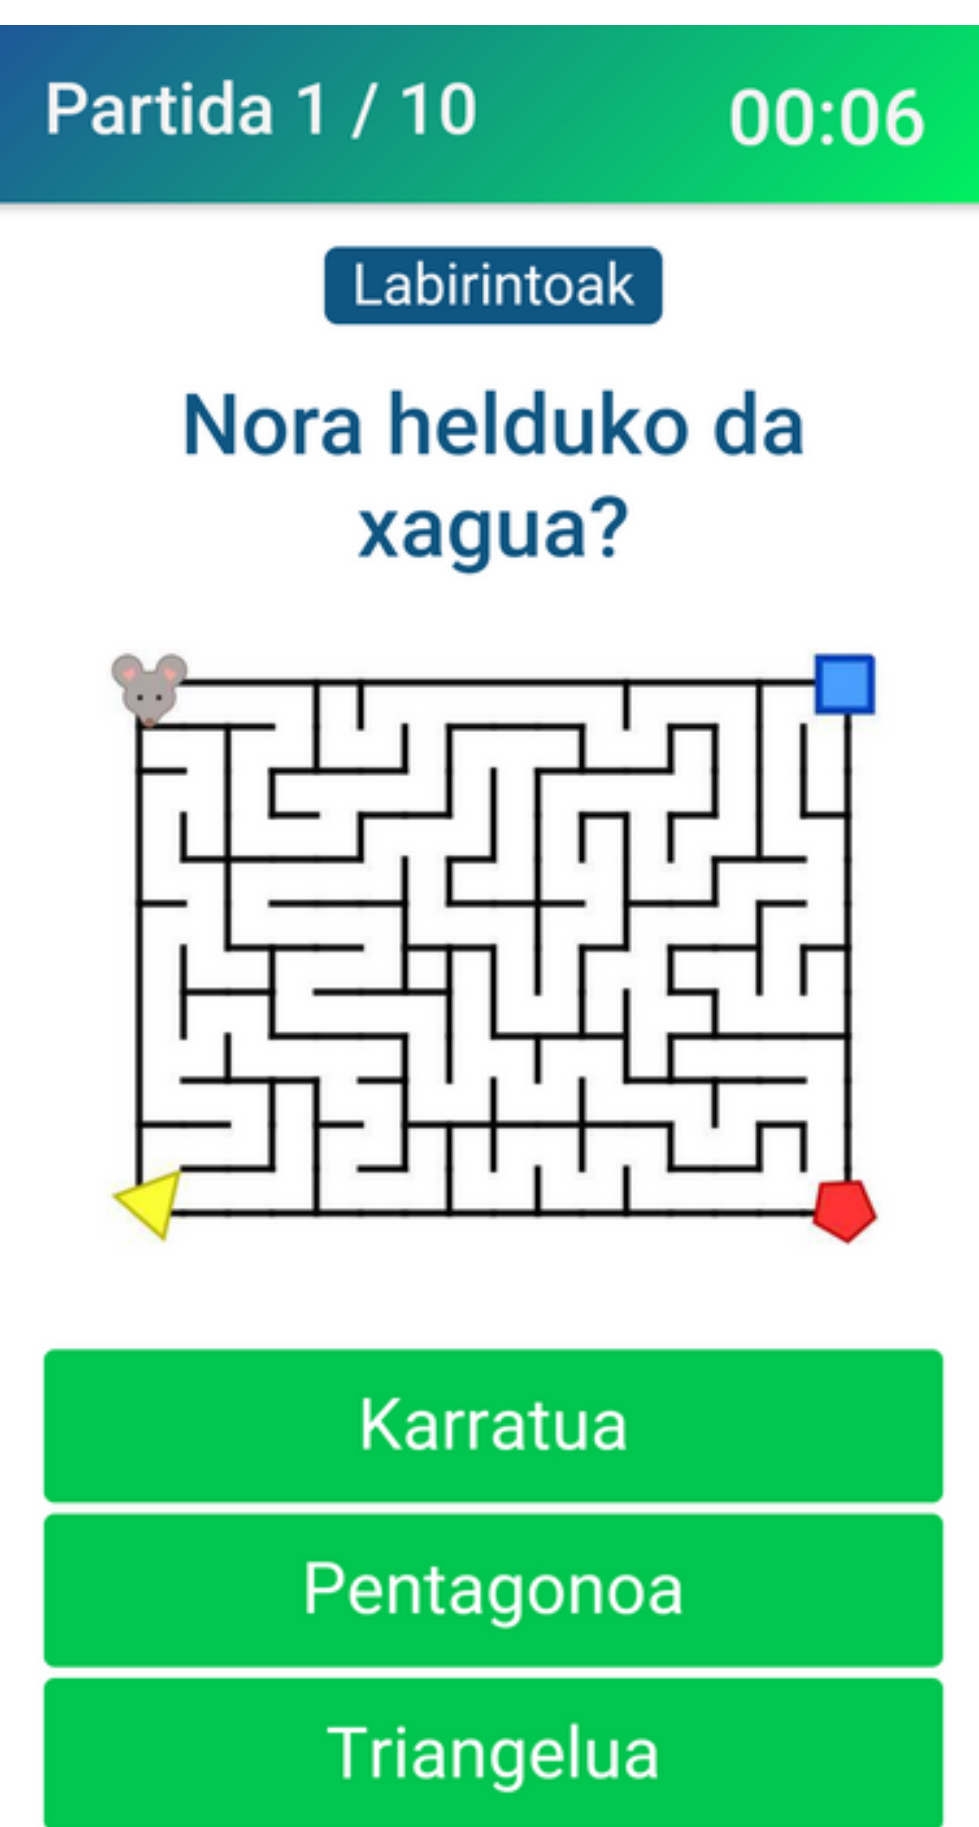 Partida 1 / 10
00:06
Labirintoak
Nora helduko da
xagua?
Karratua
Pentagonoa
Triangelua